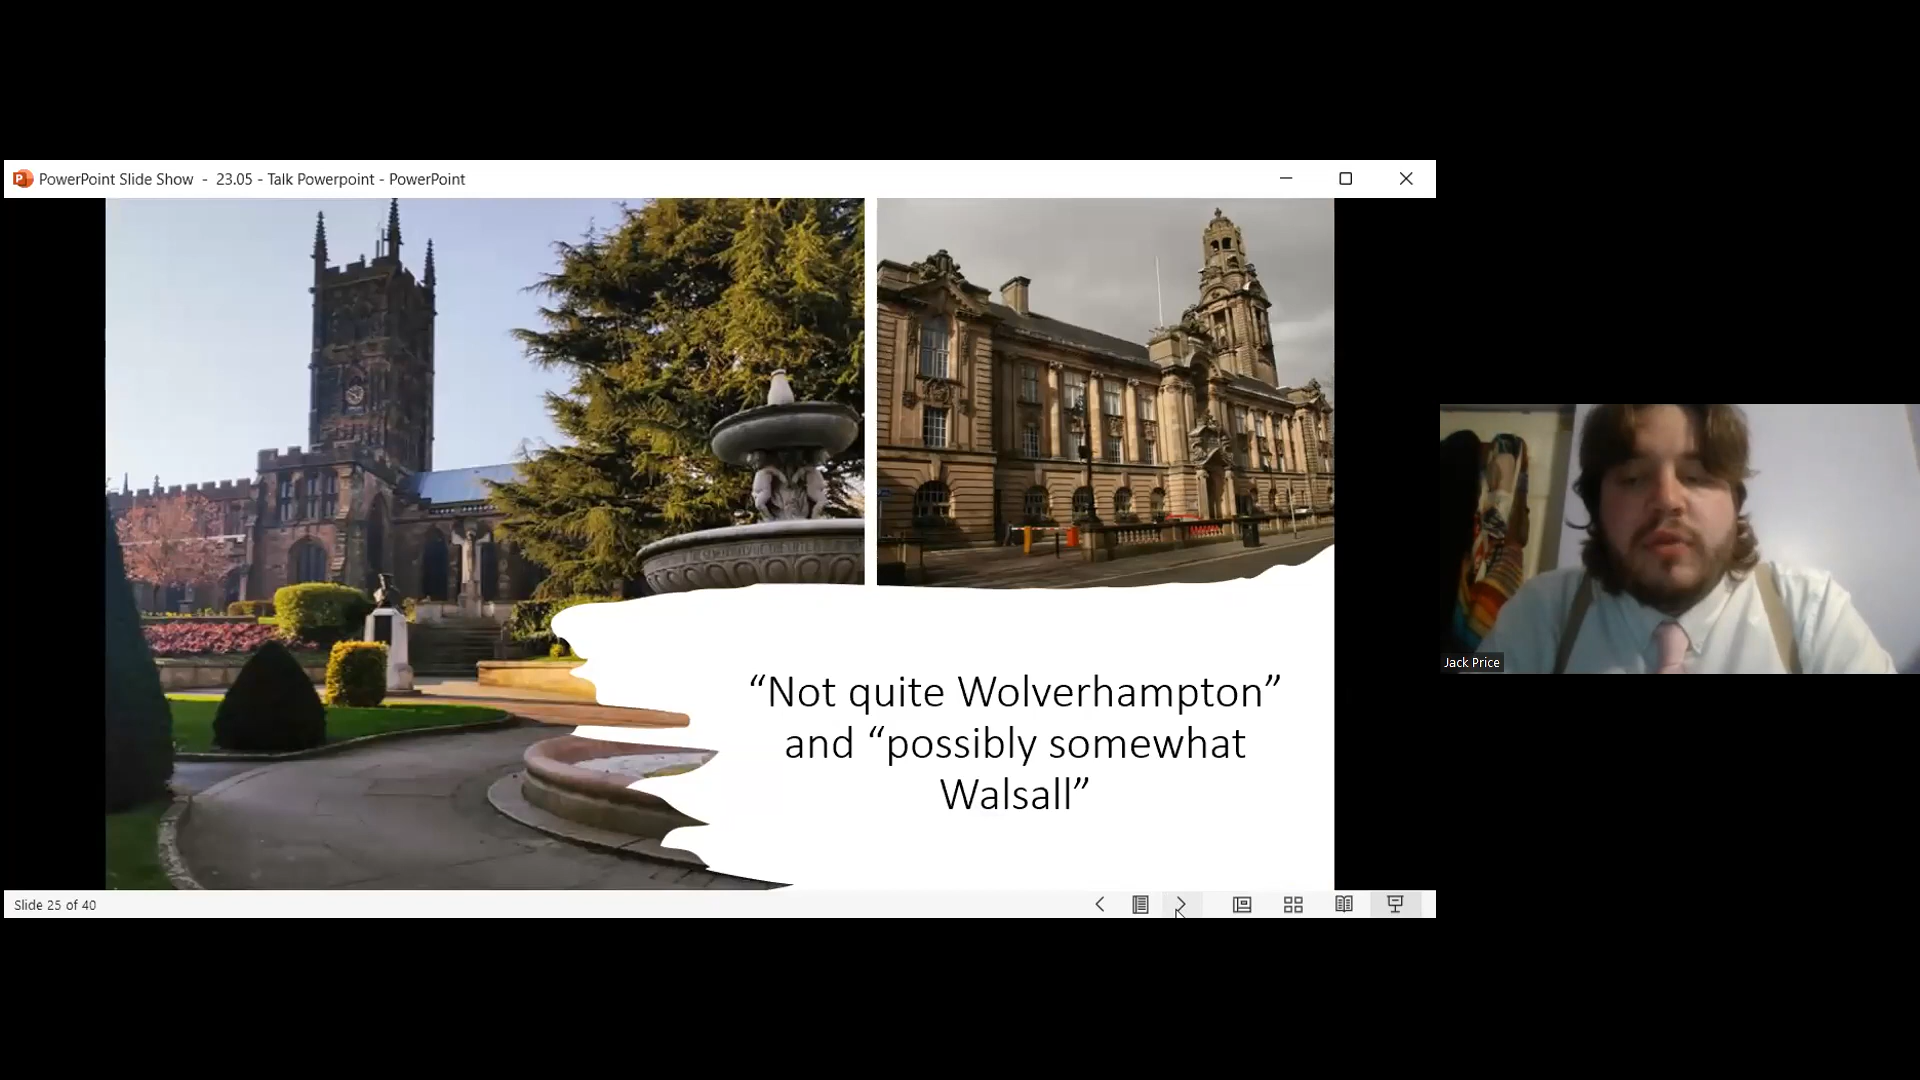 PowerPoint Slide Show - 23.05 - Talk Powerpoint - PowerPoint
“Not quite Wolverhampton”
and “possibly somewhat
Walsall”
Jack Price
Slide 25 of 40